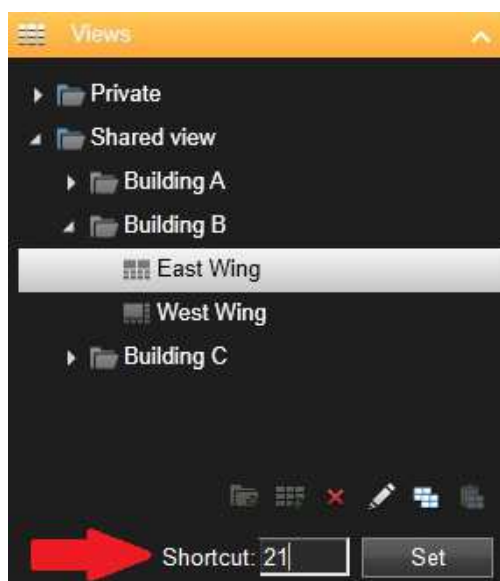 Views
Private
Shared view
Building A
Building B
East Wing
West Wing
Building C
Shortcut: 21 Set